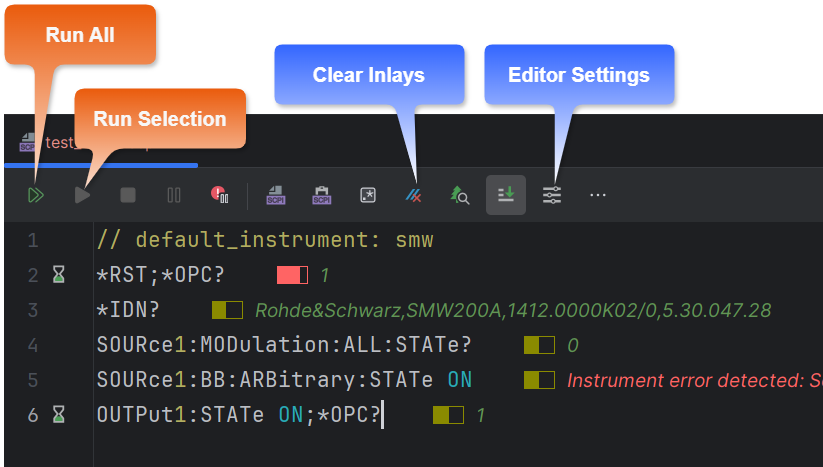 Run All
Clear Inlays
Editor Settings
Run Selection
SCPI
test_
SCPI
SCPI
1 // default_instrument: smw
2 *RST;*OPC? 1
3 *IDN? Rohde&Schwarz,SMW200A,1412.0000K02/0,5.30.047.28
4 SOURce1:MODulation:ALL:STATe? 0
5 SOURce1:BB:ARBitrary:STATe ON Instrument error detected: S
6 OUTPut1:STATe ON;*OPC? 1